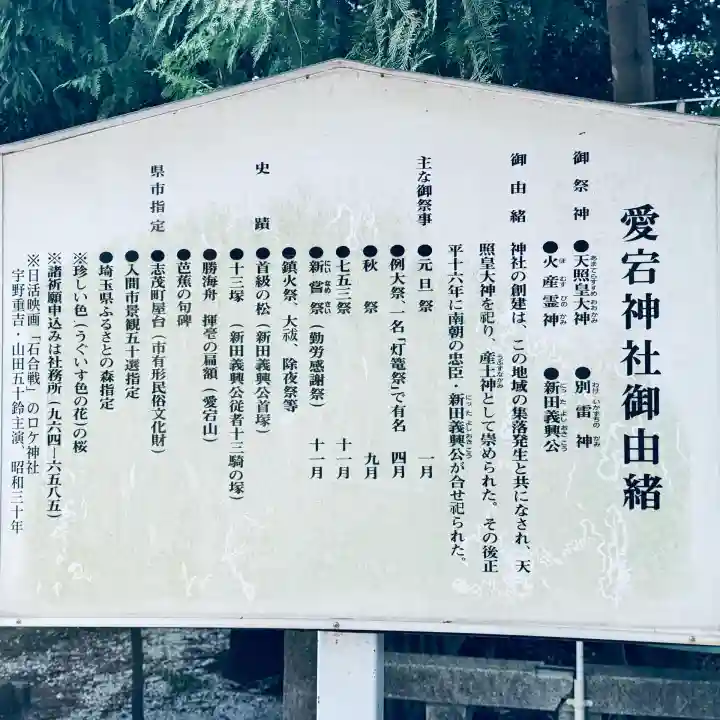 愛宕神社御由緒
御祭神 ●天照皇大神 ●別雷神
●火産霊神 ●新田義興公
御由緒 神社の創建は、この地域の集落発生と共になされ、天
照皇大神を祀り、産土神として崇められた。その後正
平十六年に南朝の忠臣・新田義興公が合せ祀られた。
主な御祭事 ●元旦祭 一月
●例大祭、一名『灯篭祭』で有名 四月
●秋祭 九月
●七五三祭 十一月
●新嘗祭(勤労感謝祭) 十一月
●鎮火祭、大祓、除夜祭等
史蹟 ●首級の松(新田義興公首塚)
●十三塚(新田義興公従者十三騎の塚)
●勝海舟 揮亳の扁額(愛宕山)
●芭蕉の句碑
県市指定 ●志茂町屋台(市有形民俗文化財)
●入間市景観五十選指定
●埼玉県ふるさとの森指定
※珍しい色(うぐいす色の花)の桜
※諸祈願申込みは社務所(九六四―六五八五)
※日活映画「石合戦」のロケ神社
宇野重吉・山田五十鈴主演、昭和三十年